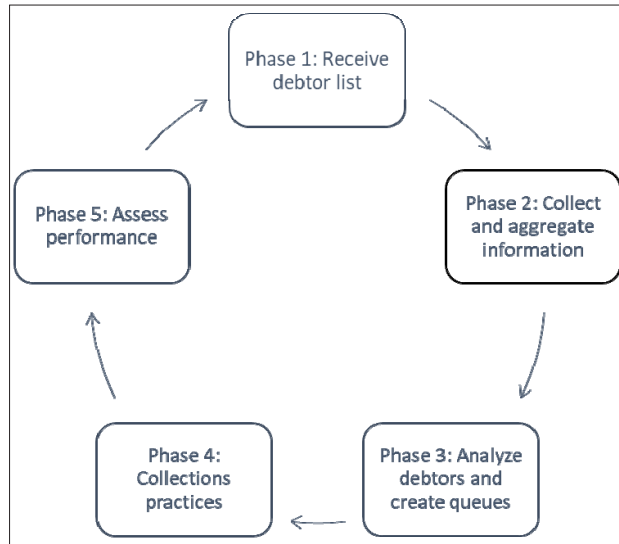 Phase 1: Receive
debtor list
Phase 2: Collect
and aggregate
information
Phase 3: Analyze
debtors and
create queues
Phase 4:
Collections
practices
Phase 5: Assess
performance